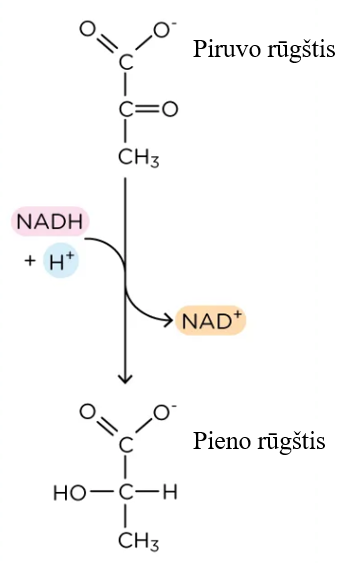 O O⁻
C
Piruvo rūgštis
C=O
CH₃
NADH
+ H⁺
NAD⁺
O O⁻
C
Pieno rūgštis
HO—C—H
CH₃